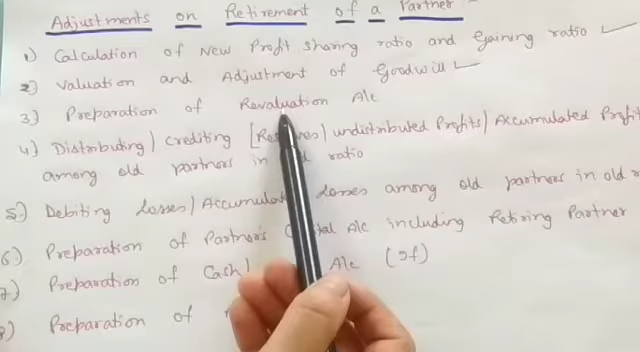 Adjustments on Retirement of a Partner
1) Calculation of New Profit sharing ratio and Gaining ratio
2) Valuation and Adjustment of Goodwill
3) Preparation of Revaluation A/c
4) Distributing / Crediting [ / undistributed Profits / Accumulated Profit
among old partners in ratio
5) Debiting Losses / Losses among old partners in old
6) Preparation of Partner's A/c including Retiring Partner
7) Preparation of Cash / A/c (If)
8) Preparation of